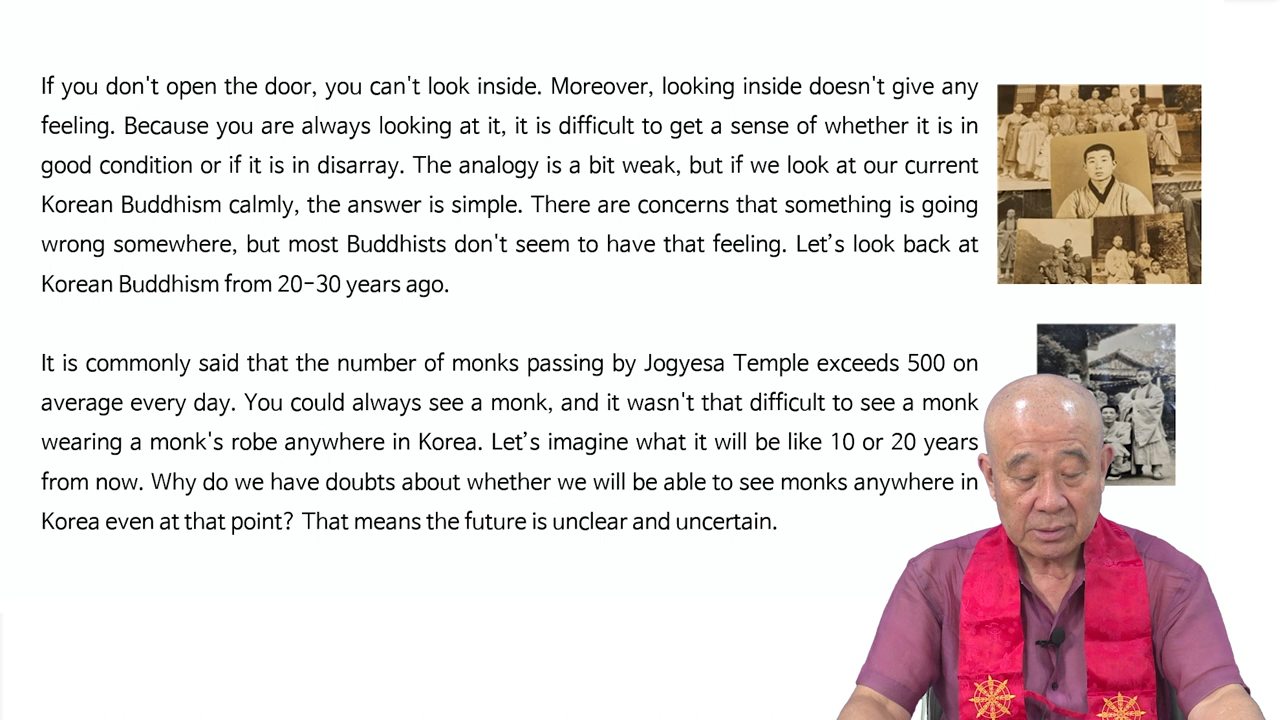 If you don't open the door, you can't look inside. Moreover, looking inside doesn't give any
feeling. Because you are always looking at it, it is difficult to get a sense of whether it is in
good condition or if it is in disarray. The analogy is a bit weak, but if we look at our current
Korean Buddhism calmly, the answer is simple. There are concerns that something is going
wrong somewhere, but most Buddhists don't seem to have that feeling. Let’s look back at
Korean Buddhism from 20-30 years ago.
It is commonly said that the number of monks passing by Jogyesa Temple exceeds 500 on
average every day. You could always see a monk, and it wasn't that difficult to see a monk
wearing a monk's robe anywhere in Korea. Let’s imagine what it will be like 10 or 20 years
from now. Why do we have doubts about whether we will be able to see monks anywhere in
Korea even at that point? That means the future is unclear and uncertain.